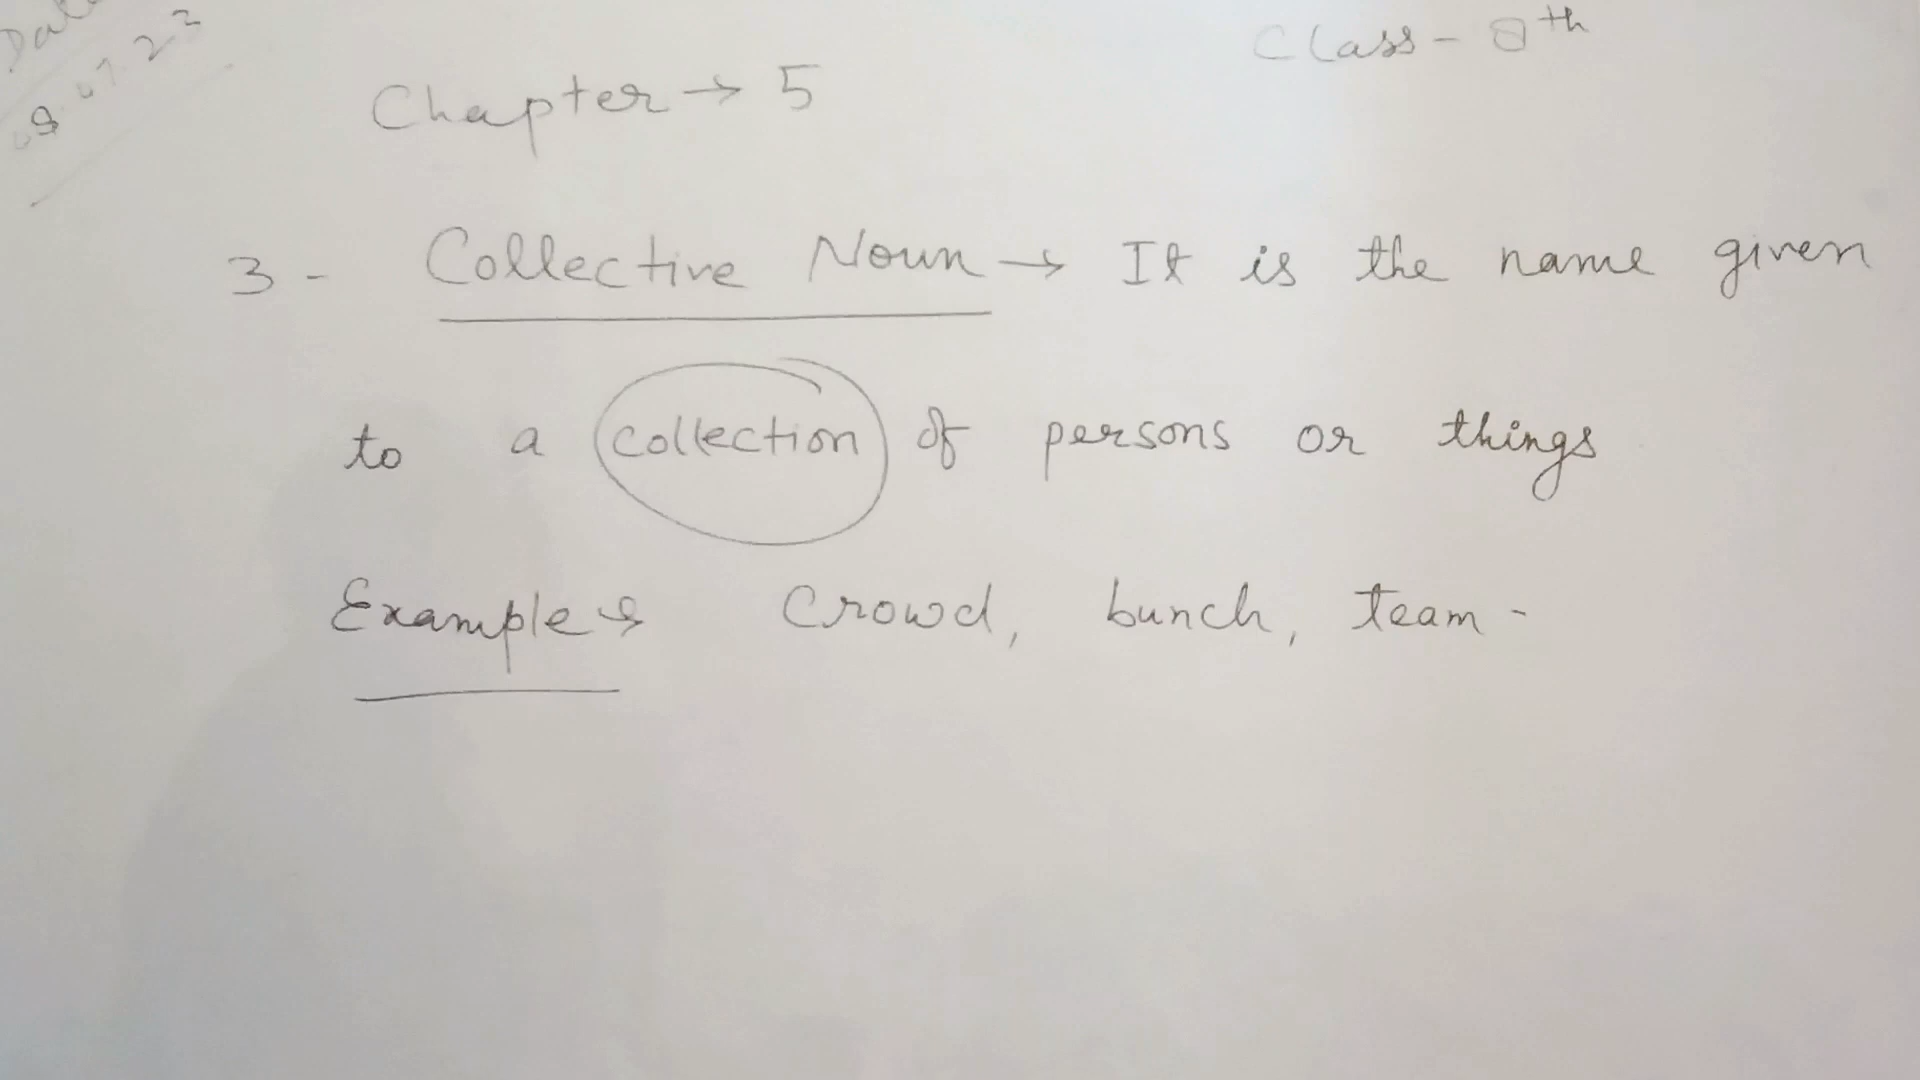 Class - 8th
Chapter → 5
3 - Collective Noun → It is the name given
to a collection of persons or things
Example → Crowd, bunch, team -